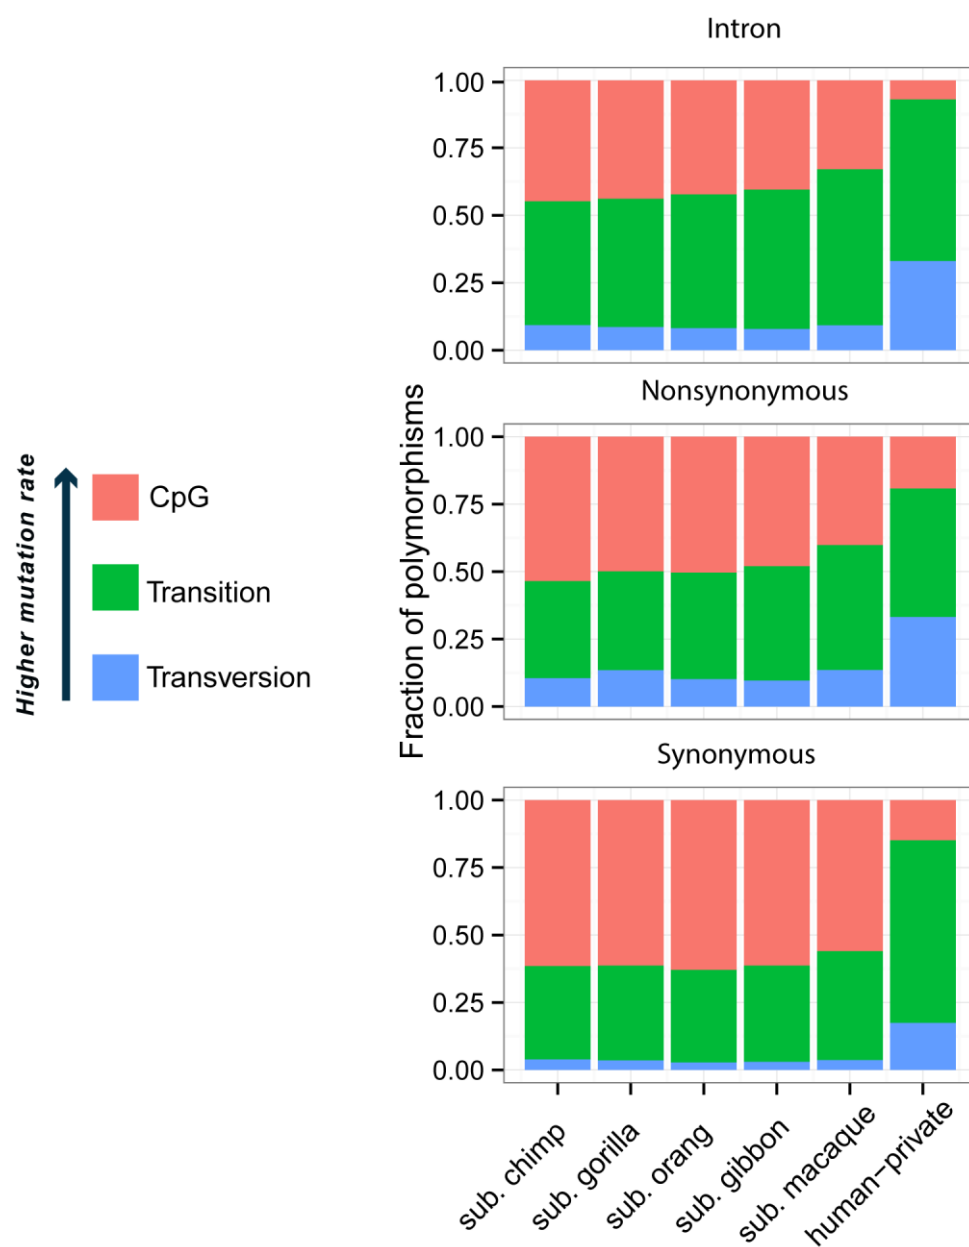 Intron
1.00
0.75
0.50
0.25
0.00
Nonsynonymous
1.00
0.75
0.50
0.25
0.00
Synonymous
1.00
0.75
0.50
0.25
0.00
Fraction of polymorphisms
Higher mutation rate
CpG
Transition
Transversion
sub. chimp
sub. gorilla
sub. orang
sub. gibbon
sub. macaque
human−private